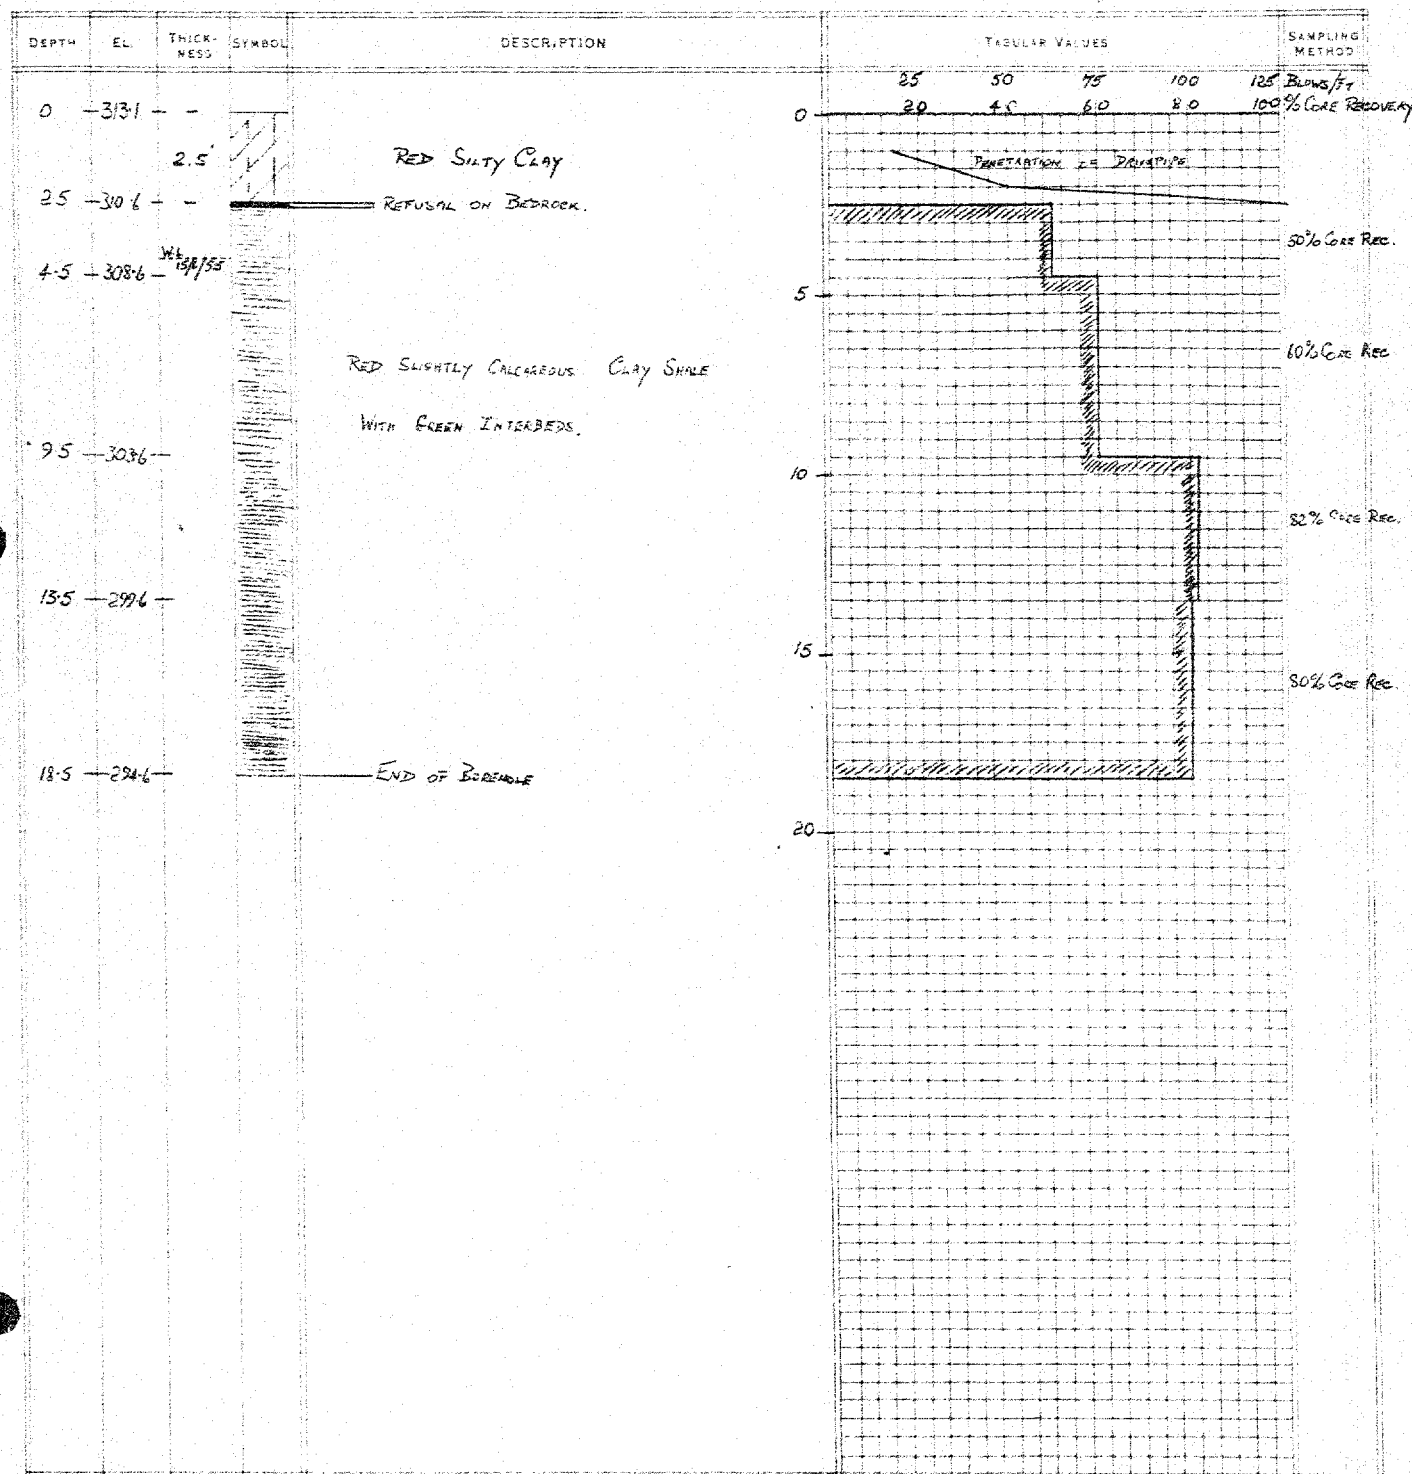 DEPTH EL. THICK-NESS SYMBOL DESCRIPTION TABULAR VALUES SAMPLING METHOD
25 50 75 100 125 BLOWS/FT
20 40 60 80 100 % CORE RECOVERY
0 - 313.1 - - 0
2.5' RED SILTY CLAY PENETRATION OF DRIVEPIPE
2.5 - 310.6 - - REFUSAL ON BEDROCK.
50% CORE REC.
4.5 - 308.6 - WL
5
RED SLIGHTLY CALCAREOUS CLAY SHALE 60% CORE REC
WITH GREEN INTERBEDS.
9.5 - 303.6 -
10
82% CORE REC.
13.5 - 299.6 -
15
80% CORE REC.
18.5 - 294.6 - END OF BOREHOLE
20